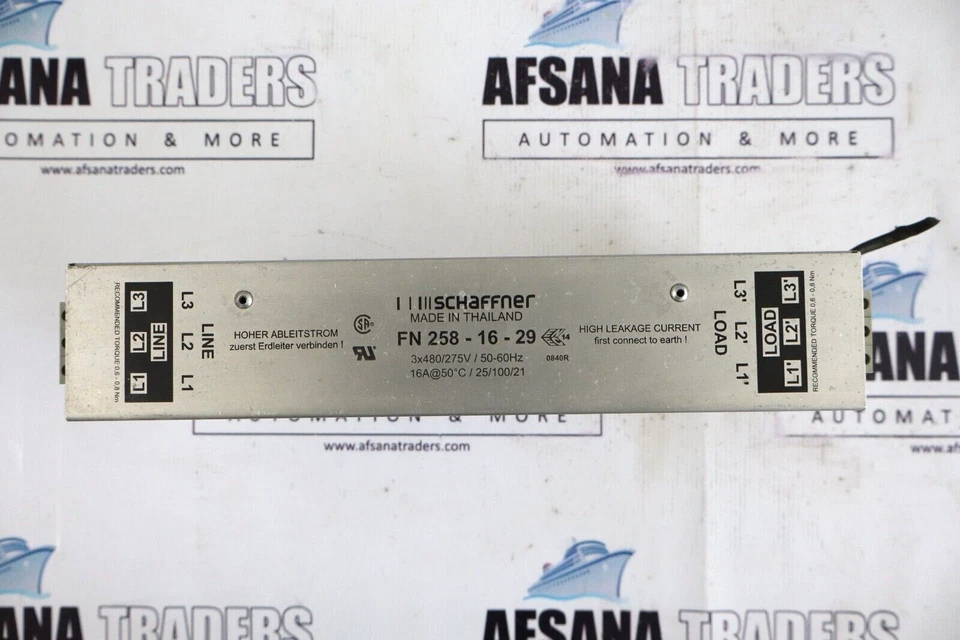 ANA TRADERS
OMATION & MORE
www.afsanatraders.com
AFSANA TRADERS
AUTOMATION & MORE
www.afsanatraders.com
RECOMMENDED TORQUE 0,6 - 0,8 Nm
L1 L2 L3
LINE
L1 L2 L3
LINE
HOHER ABLEITSTROM
zuerst Erdleiter verbinden !
SCHAFFNER
MADE IN THAILAND
FN 258 - 16 - 29
3x480/275V / 50-60Hz
16A@50°C / 25/100/21
14
0840R
HIGH LEAKAGE CURRENT
first connect to earth !
LOAD
L1' L2' L3'
LOAD
L1' L2' L3'
RECOMMENDED TORQUE 0,6 - 0,8 Nm
www.afsanatraders.com
ANA
AUTOMAT
www.afsanatrad
AFSANA TRADERS
AFSANA TRADERS